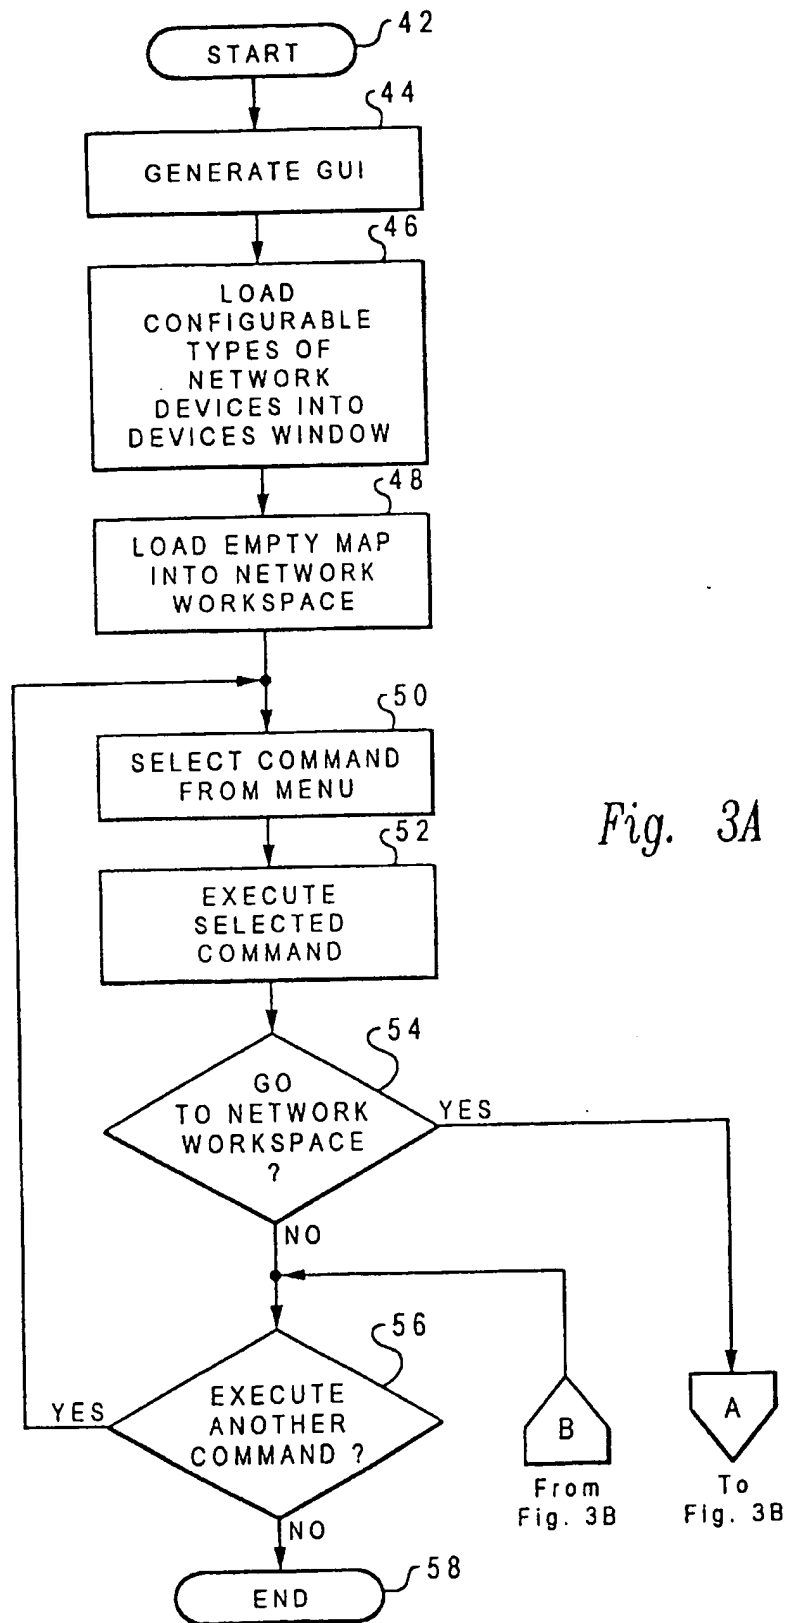 42
START
44
GENERATE GUI
46
LOAD
CONFIGURABLE
TYPES OF
NETWORK
DEVICES INTO
DEVICES WINDOW
48
LOAD EMPTY MAP
INTO NETWORK
WORKSPACE
50
SELECT COMMAND
FROM MENU
Fig. 3A
52
EXECUTE
SELECTED
COMMAND
54
GO
TO NETWORK
WORKSPACE
?
YES
NO
56
EXECUTE
ANOTHER
COMMAND ?
YES
B
From
Fig. 3B
A
To
Fig. 3B
NO
58
END